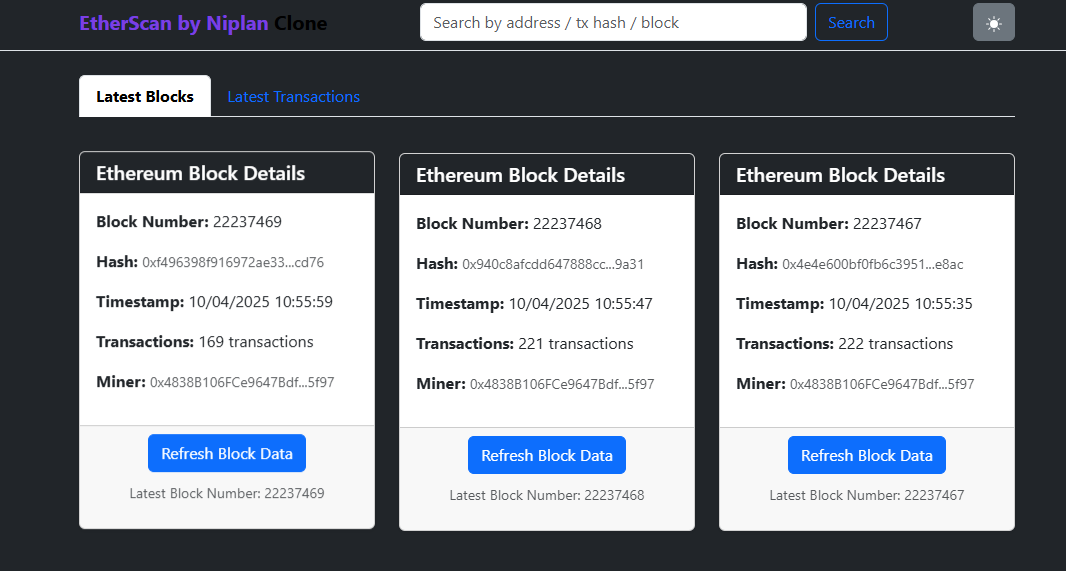 EtherScan by Niplan Clone
Search by address / tx hash / block
Search
Latest Blocks
Latest Transactions
Ethereum Block Details
Block Number: 22237469
Hash: 0xf496398f916972ae33...cd76
Timestamp: 10/04/2025 10:55:59
Transactions: 169 transactions
Miner: 0x4838B106FCe9647Bdf...5f97
Refresh Block Data
Latest Block Number: 22237469
Ethereum Block Details
Block Number: 22237468
Hash: 0x940c8afcdd647888cc...9a31
Timestamp: 10/04/2025 10:55:47
Transactions: 221 transactions
Miner: 0x4838B106FCe9647Bdf...5f97
Refresh Block Data
Latest Block Number: 22237468
Ethereum Block Details
Block Number: 22237467
Hash: 0x4e4e600bf0fb6c3951...e8ac
Timestamp: 10/04/2025 10:55:35
Transactions: 222 transactions
Miner: 0x4838B106FCe9647Bdf...5f97
Refresh Block Data
Latest Block Number: 22237467